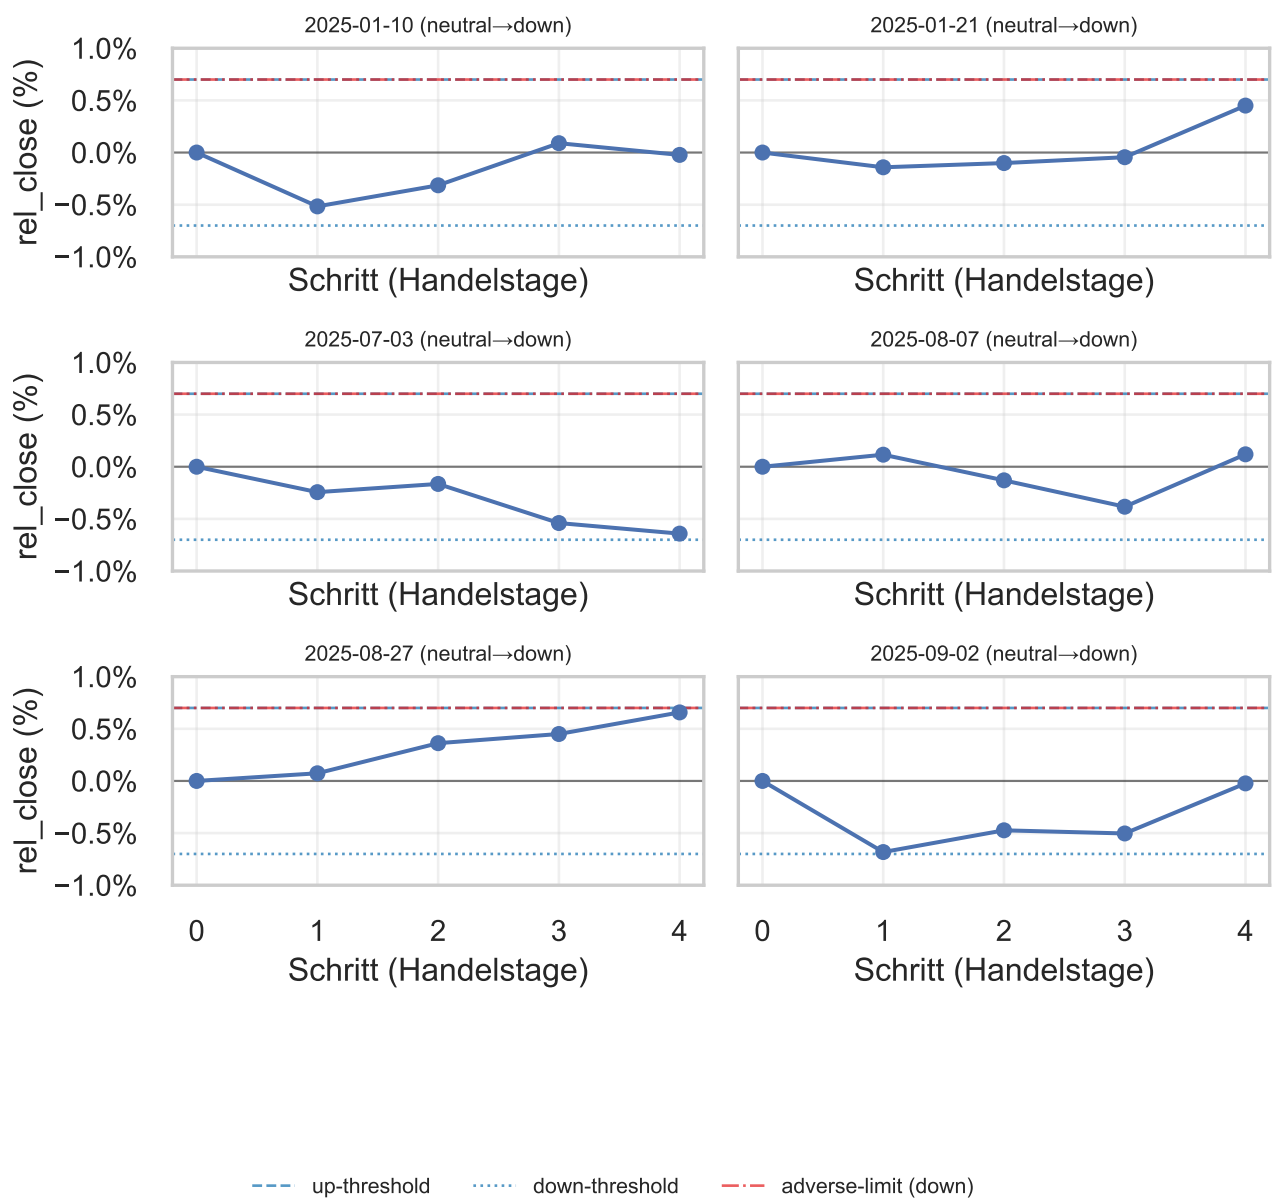 2025-01-10 (neutral→down)
2025-01-21 (neutral→down)
1.0%
0.5%
0.0%
−0.5%
−1.0%
rel_close (%)
Schritt (Handelstage)
Schritt (Handelstage)
2025-07-03 (neutral→down)
2025-08-07 (neutral→down)
1.0%
0.5%
0.0%
−0.5%
−1.0%
rel_close (%)
Schritt (Handelstage)
Schritt (Handelstage)
2025-08-27 (neutral→down)
2025-09-02 (neutral→down)
1.0%
0.5%
0.0%
−0.5%
−1.0%
rel_close (%)
0 1 2 3 4
0 1 2 3 4
Schritt (Handelstage)
Schritt (Handelstage)
up-threshold
down-threshold
adverse-limit (down)